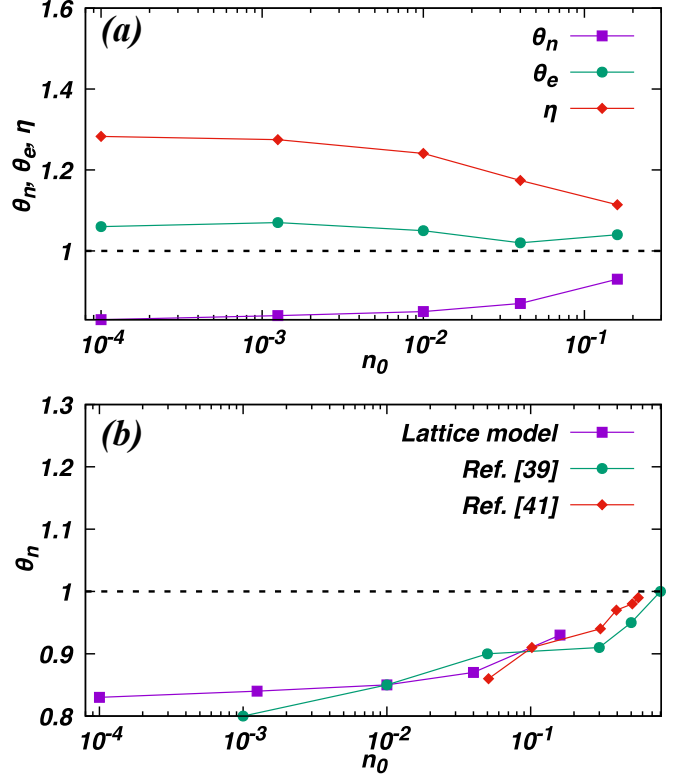 (a)
θn
θe
η
1.6
1.4
1.2
1
θn, θe, η
10-4
10-3
10-2
10-1
n0
(b)
Lattice model
Ref. [39]
Ref. [41]
1.3
1.2
1.1
1
0.9
0.8
θn
10-4
10-3
10-2
10-1
n0